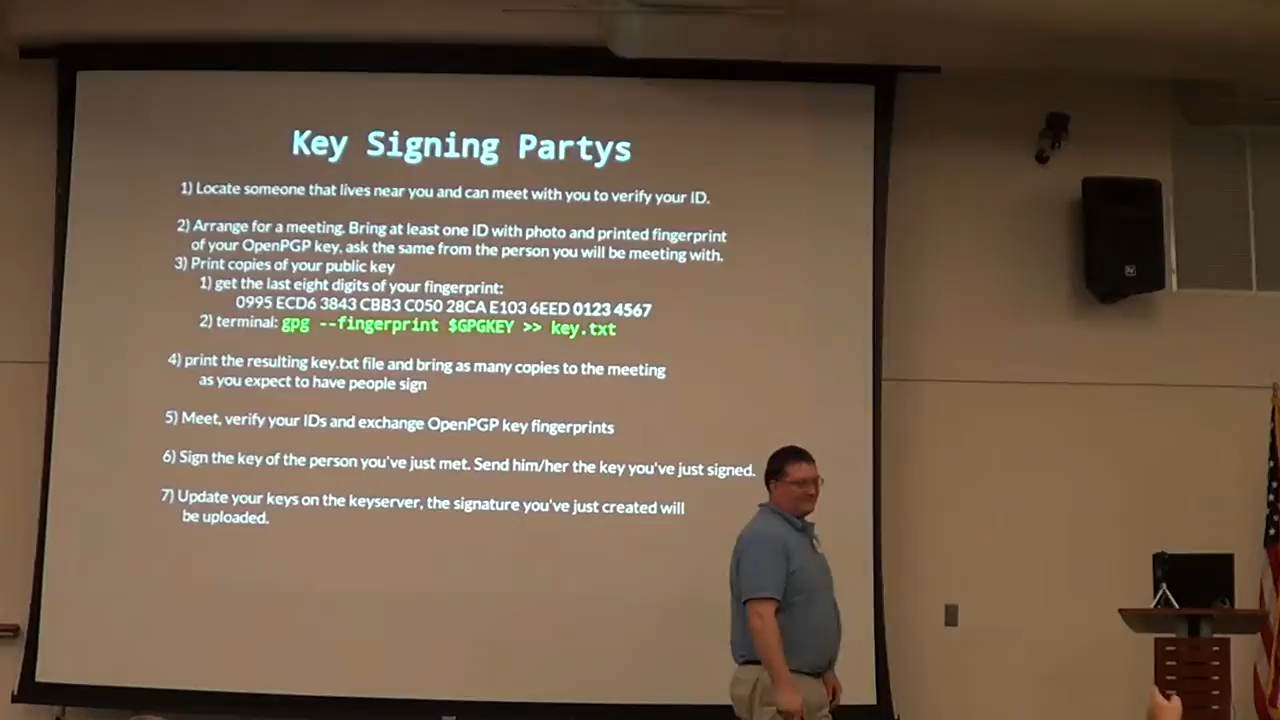 Key Signing Partys
1) Locate someone that lives near you and can meet with you to verify your ID.
2) Arrange for a meeting. Bring at least one ID with photo and printed fingerprint
of your OpenPGP key, ask the same from the person you will be meeting with.
3) Print copies of your public key
1) get the last eight digits of your fingerprint:
0995 ECD6 3843 CBB3 C050 28CA E103 6EED 0123 4567
2) terminal: gpg --fingerprint $GPGKEY >> key.txt
4) print the resulting key.txt file and bring as many copies to the meeting
as you expect to have people sign
5) Meet, verify your IDs and exchange OpenPGP key fingerprints
6) Sign the key of the person you've just met. Send him/her the key you've just signed.
7) Update your keys on the keyserver, the signature you've just created will
be uploaded.